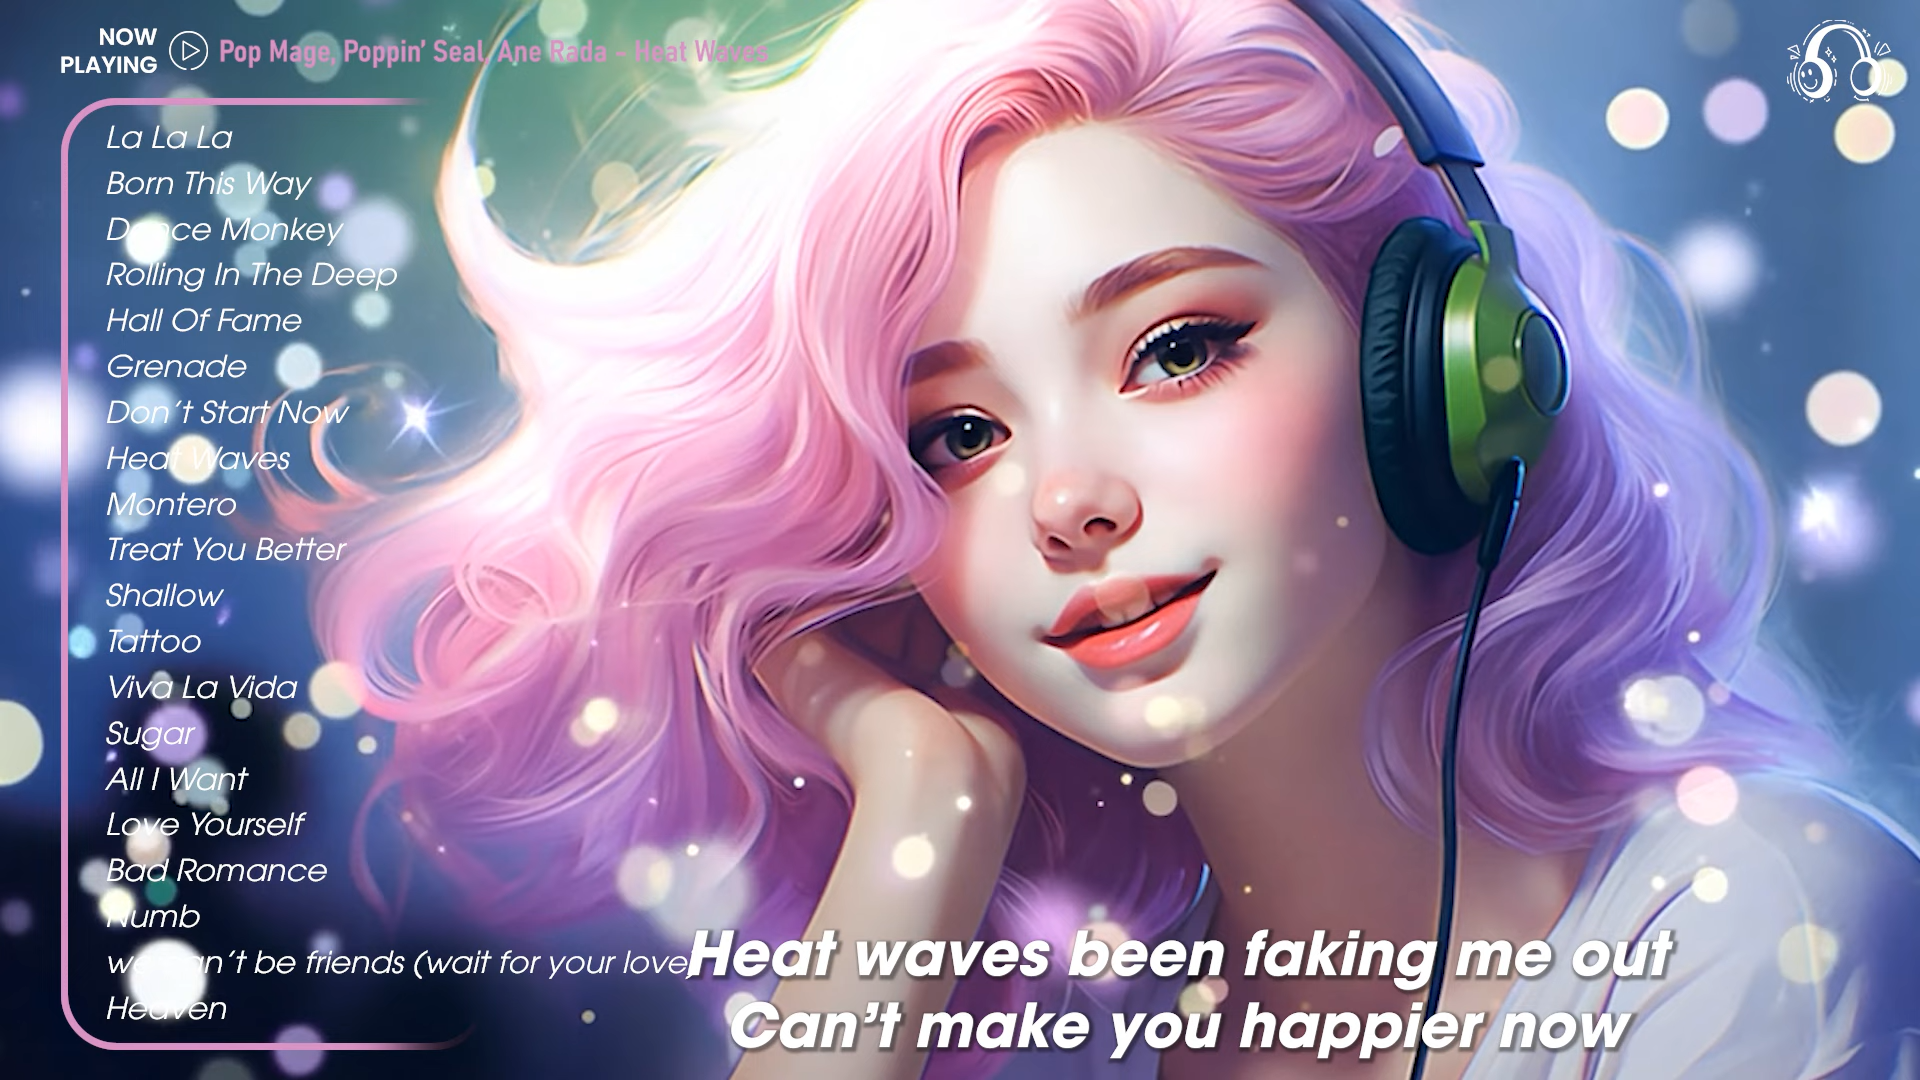 NOW
PLAYING
Pop Mage, Poppin' Seal, Ane Rada - Heat Waves
La La La
Born This Way
Dance Monkey
Rolling In The Deep
Hall Of Fame
Grenade
Don't Start Now
Heat Waves
Montero
Treat You Better
Shallow
Tattoo
Viva La Vida
Sugar
All I Want
Love Yourself
Bad Romance
Numb
we can't be friends (wait for your love)
Heaven
Heat waves been faking me out
Can't make you happier now